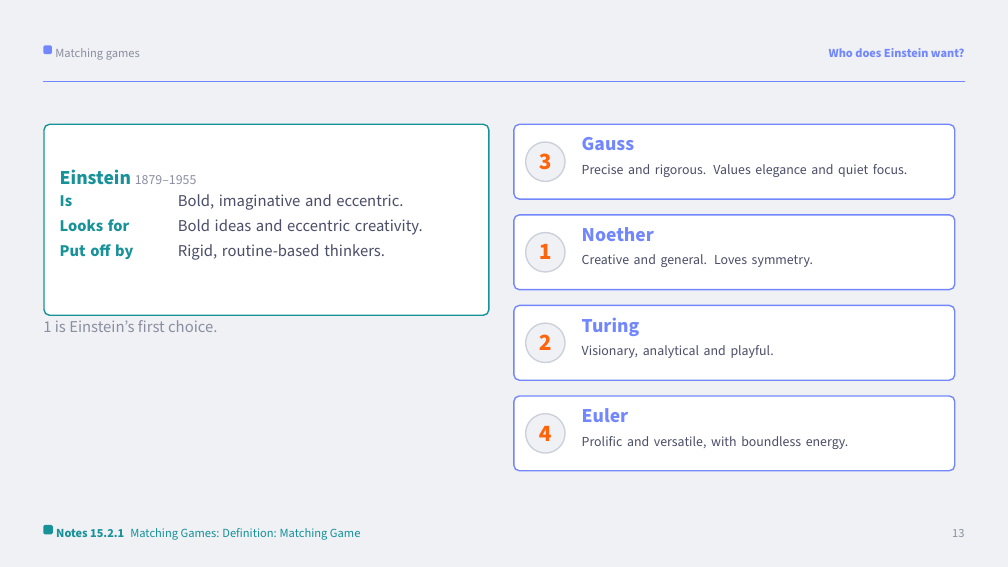 Matching games
Who does Einstein want?
Einstein 1879–1955
Is Bold, imaginative and eccentric.
Looks for Bold ideas and eccentric creativity.
Put off by Rigid, routine-based thinkers.
1 is Einstein’s first choice.
3
Gauss
Precise and rigorous. Values elegance and quiet focus.
1
Noether
Creative and general. Loves symmetry.
2
Turing
Visionary, analytical and playful.
4
Euler
Prolific and versatile, with boundless energy.
Notes 15.2.1 Matching Games: Definition: Matching Game
13